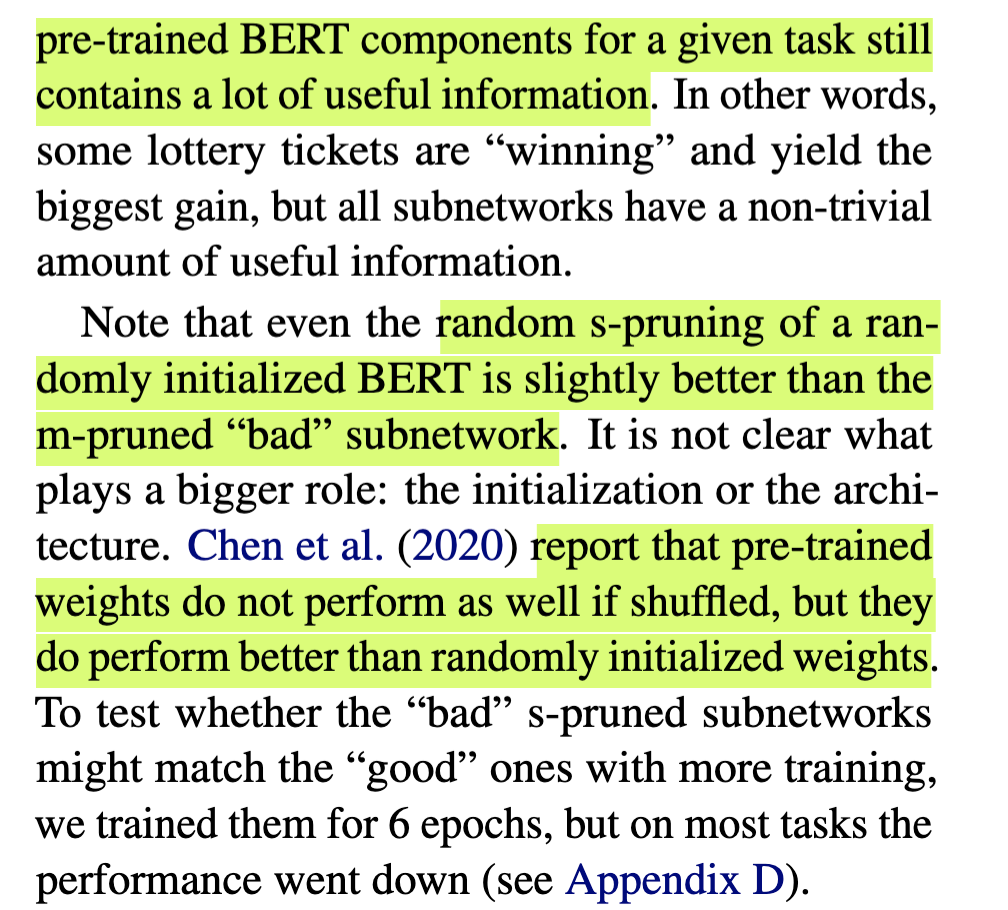 pre-trained BERT components for a given task still
contains a lot of useful information. In other words,
some lottery tickets are “winning” and yield the
biggest gain, but all subnetworks have a non-trivial
amount of useful information.
Note that even the random s-pruning of a ran-
domly initialized BERT is slightly better than the
m-pruned “bad” subnetwork. It is not clear what
plays a bigger role: the initialization or the archi-
tecture. Chen et al. (2020) report that pre-trained
weights do not perform as well if shuffled, but they
do perform better than randomly initialized weights.
To test whether the “bad” s-pruned subnetworks
might match the “good” ones with more training,
we trained them for 6 epochs, but on most tasks the
performance went down (see Appendix D).